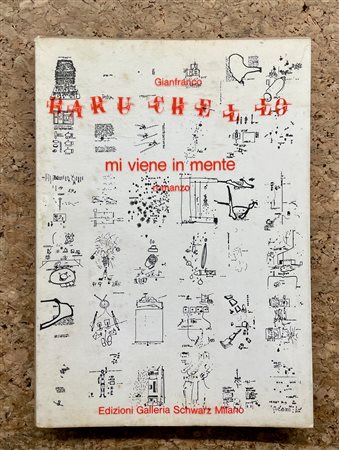 Gianfranco
BARUCHELLO
mi viene in mente
romanzo
Edizioni Galleria Schwarz Milano